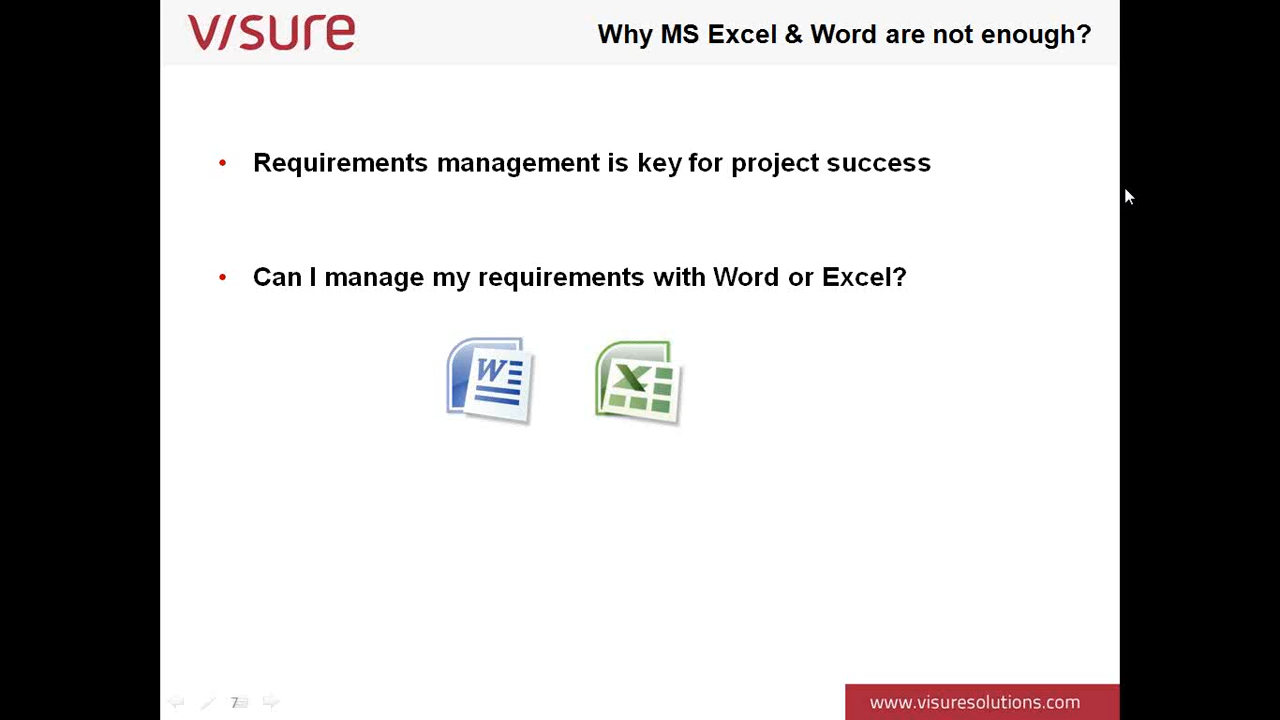 visure
Why MS Excel & Word are not enough?
• Requirements management is key for project success
• Can I manage my requirements with Word or Excel?
W X
7
www.visuresolutions.com